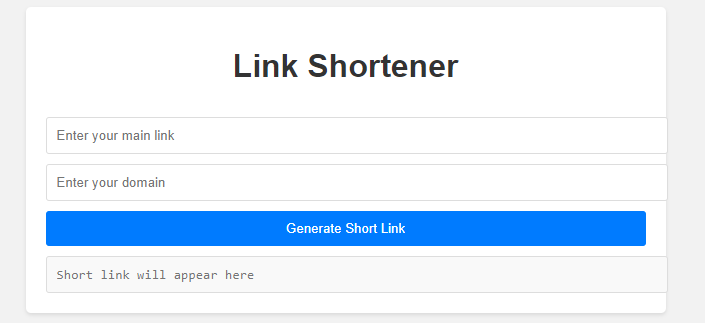 Link Shortener
Enter your main link
Enter your domain
Generate Short Link
Short link will appear here